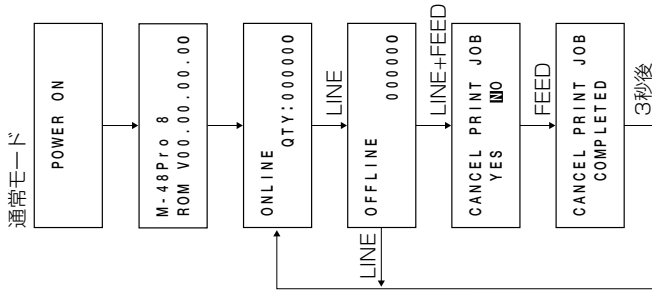 通常モード
POWER ON
M-48Pro 8
ROM V00.00.00.00
ONLINE
QTY:000000
LINE
OFFLINE
000000
LINE
LINE+FEED
CANCEL PRINT JOB
YES NO
FEED
CANCEL PRINT JOB
COMPLETED
3秒後